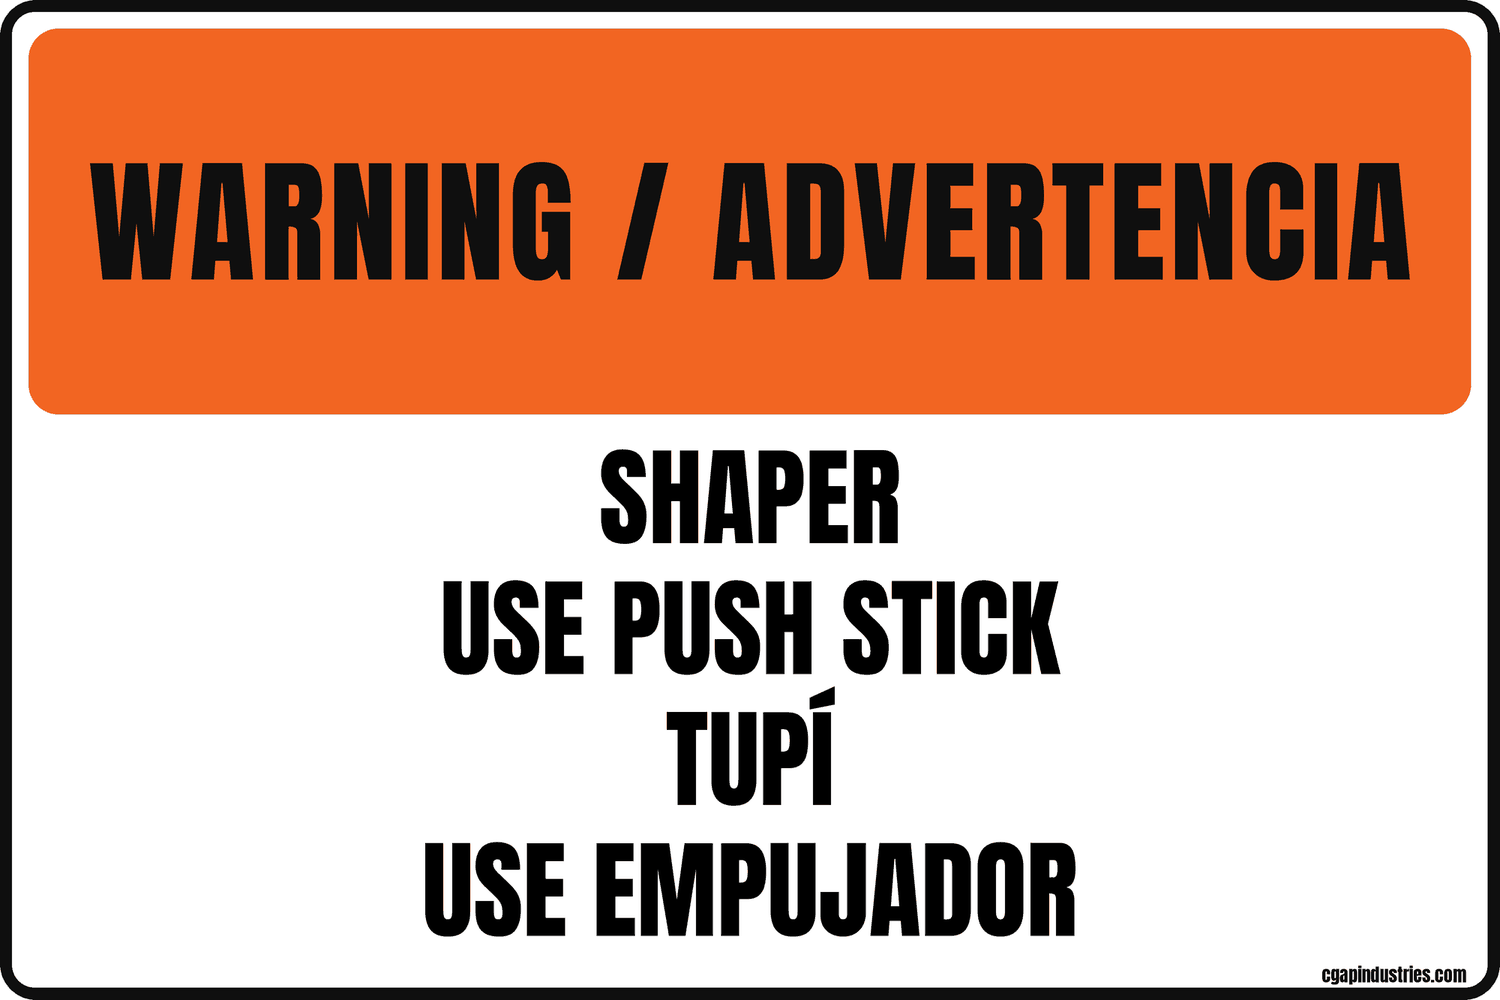 WARNING / ADVERTENCIA
SHAPER
USE PUSH STICK
TUPÍ
USE EMPUJADOR
cgapindustries.com